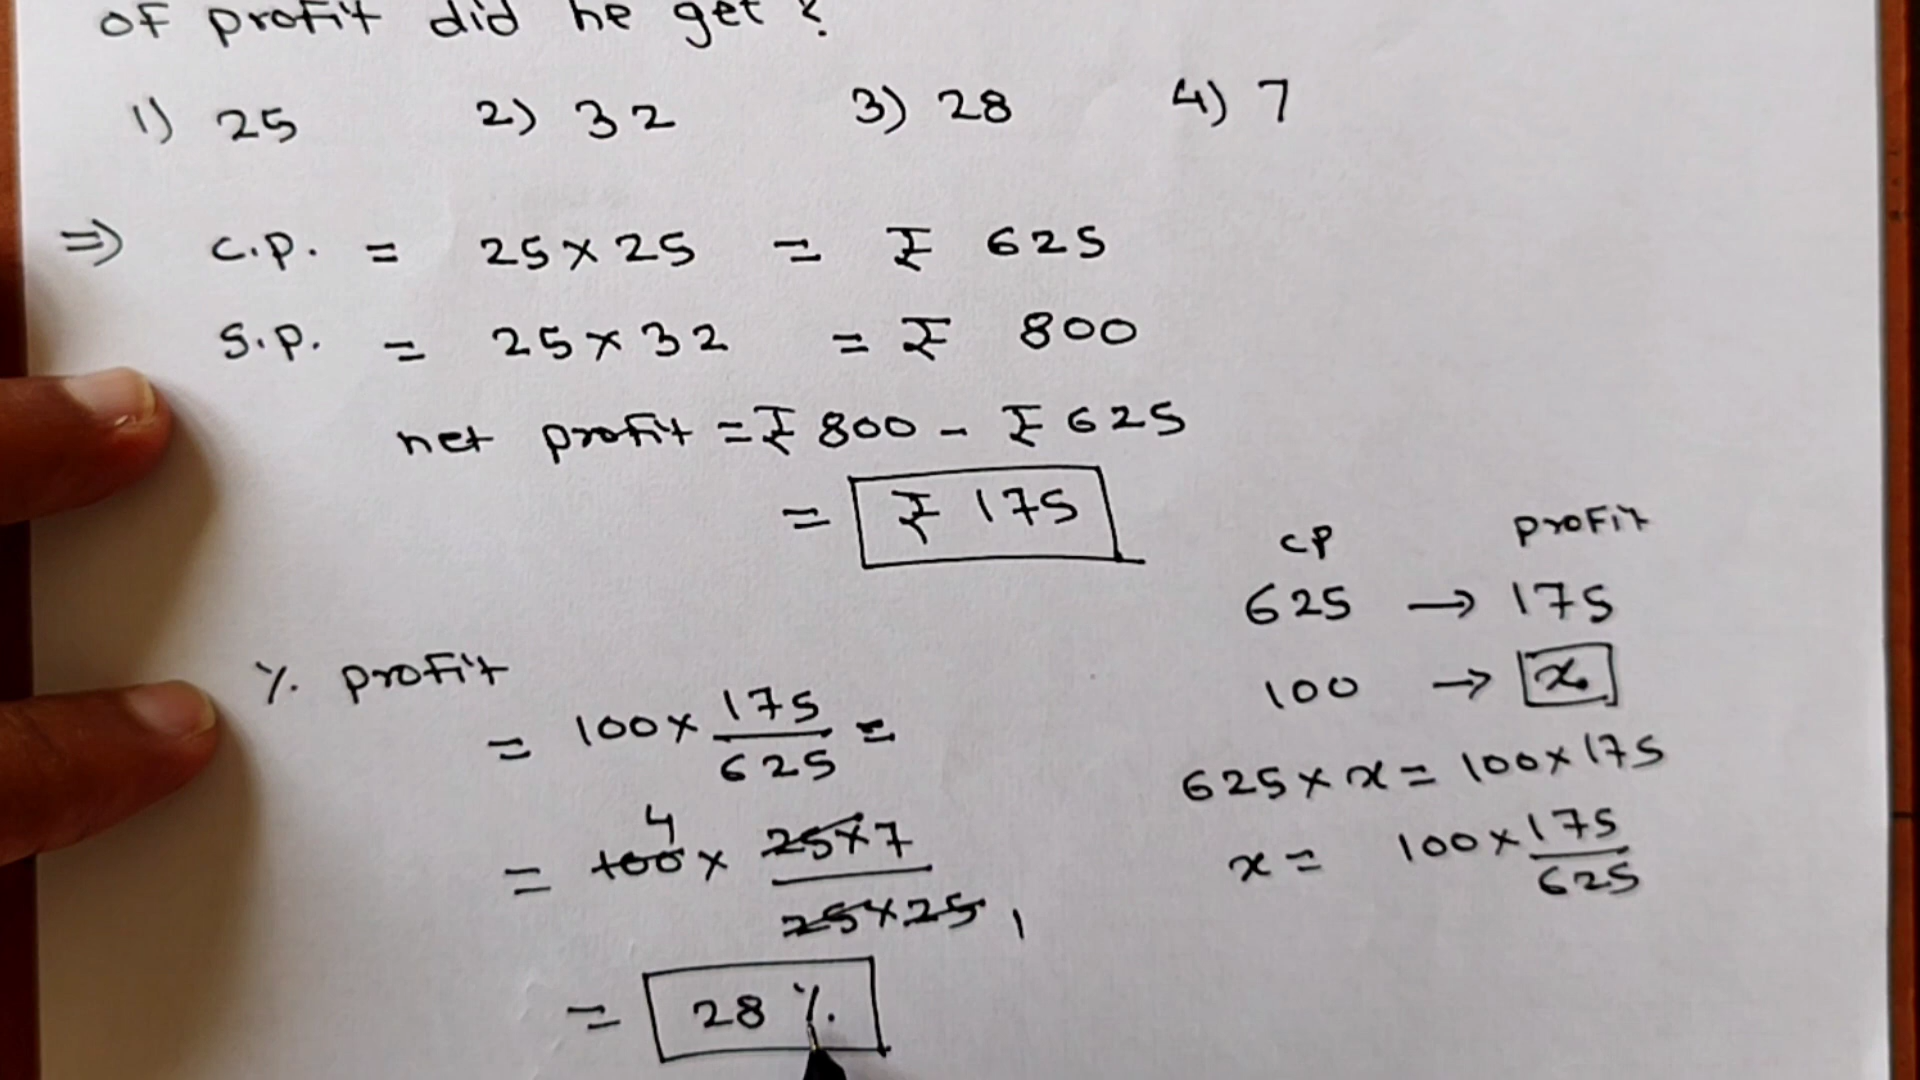 of profit did he get?
1) 25 2) 32 3) 28 4) 7
⇒ C.P. = 25 × 25 = ₹ 625
S.P. = 25 × 32 = ₹ 800
net profit = ₹ 800 - ₹ 625
= ₹ 175
% profit
= 100 × 175/625 =
4
= 100 × 25×7/25×25 1
= 28 %
CP profit
625 → 175
100 → x
625 × x = 100 × 175
x = 100 × 175/625